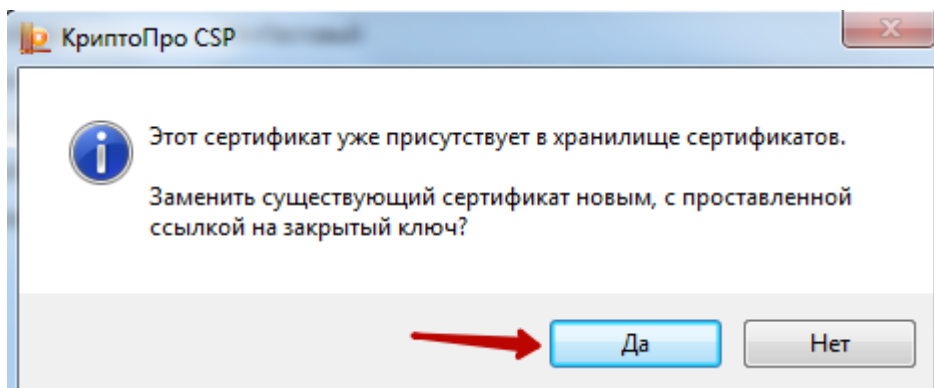 КриптоПро CSP
Этот сертификат уже присутствует в хранилище сертификатов.
Заменить существующий сертификат новым, с проставленной
ссылкой на закрытый ключ?
Да
Нет